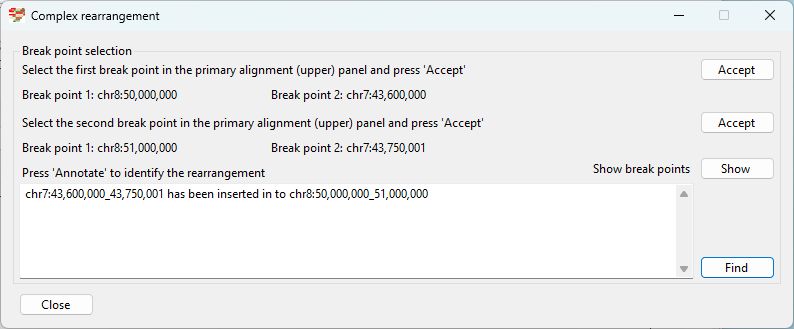 Complex rearrangement
Break point selection
Select the first break point in the primary alignment (upper) panel and press 'Accept'
Accept
Break point 1: chr8:50,000,000 Break point 2: chr7:43,600,000
Select the second break point in the primary alignment (upper) panel and press 'Accept'
Accept
Break point 1: chr8:51,000,000 Break point 2: chr7:43,750,001
Press 'Annotate' to identify the rearrangement Show break points Show
chr7:43,600,000_43,750,001 has been inserted in to chr8:50,000,000_51,000,000
Find
Close